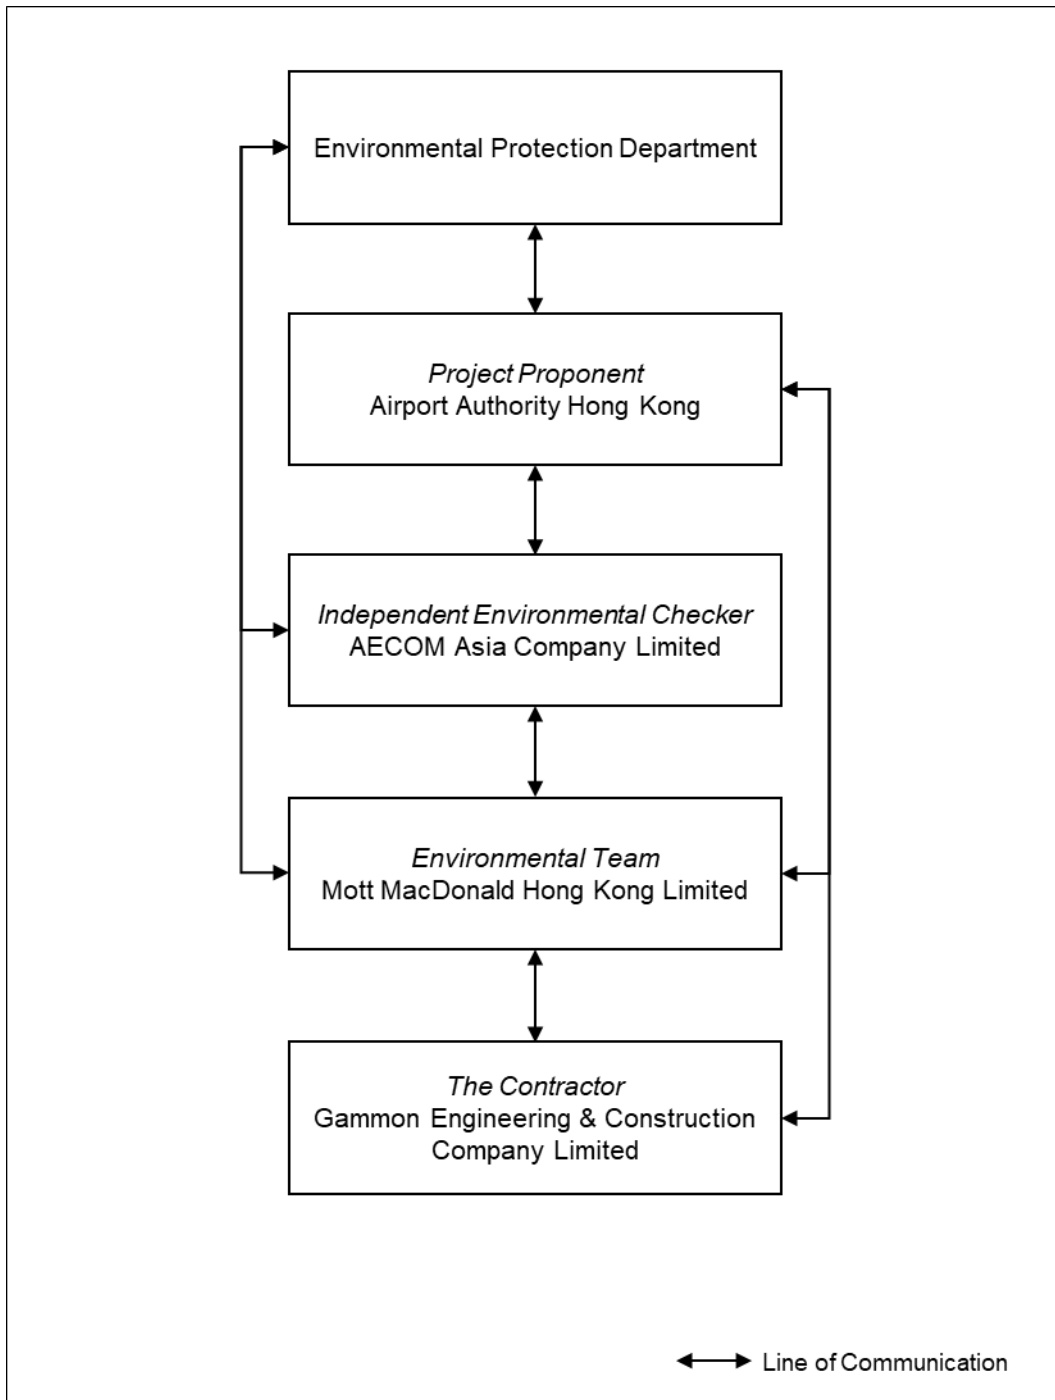 Environmental Protection Department
Project Proponent
Airport Authority Hong Kong
Independent Environmental Checker
AECOM Asia Company Limited
Environmental Team
Mott MacDonald Hong Kong Limited
The Contractor
Gammon Engineering & Construction
Company Limited
Line of Communication